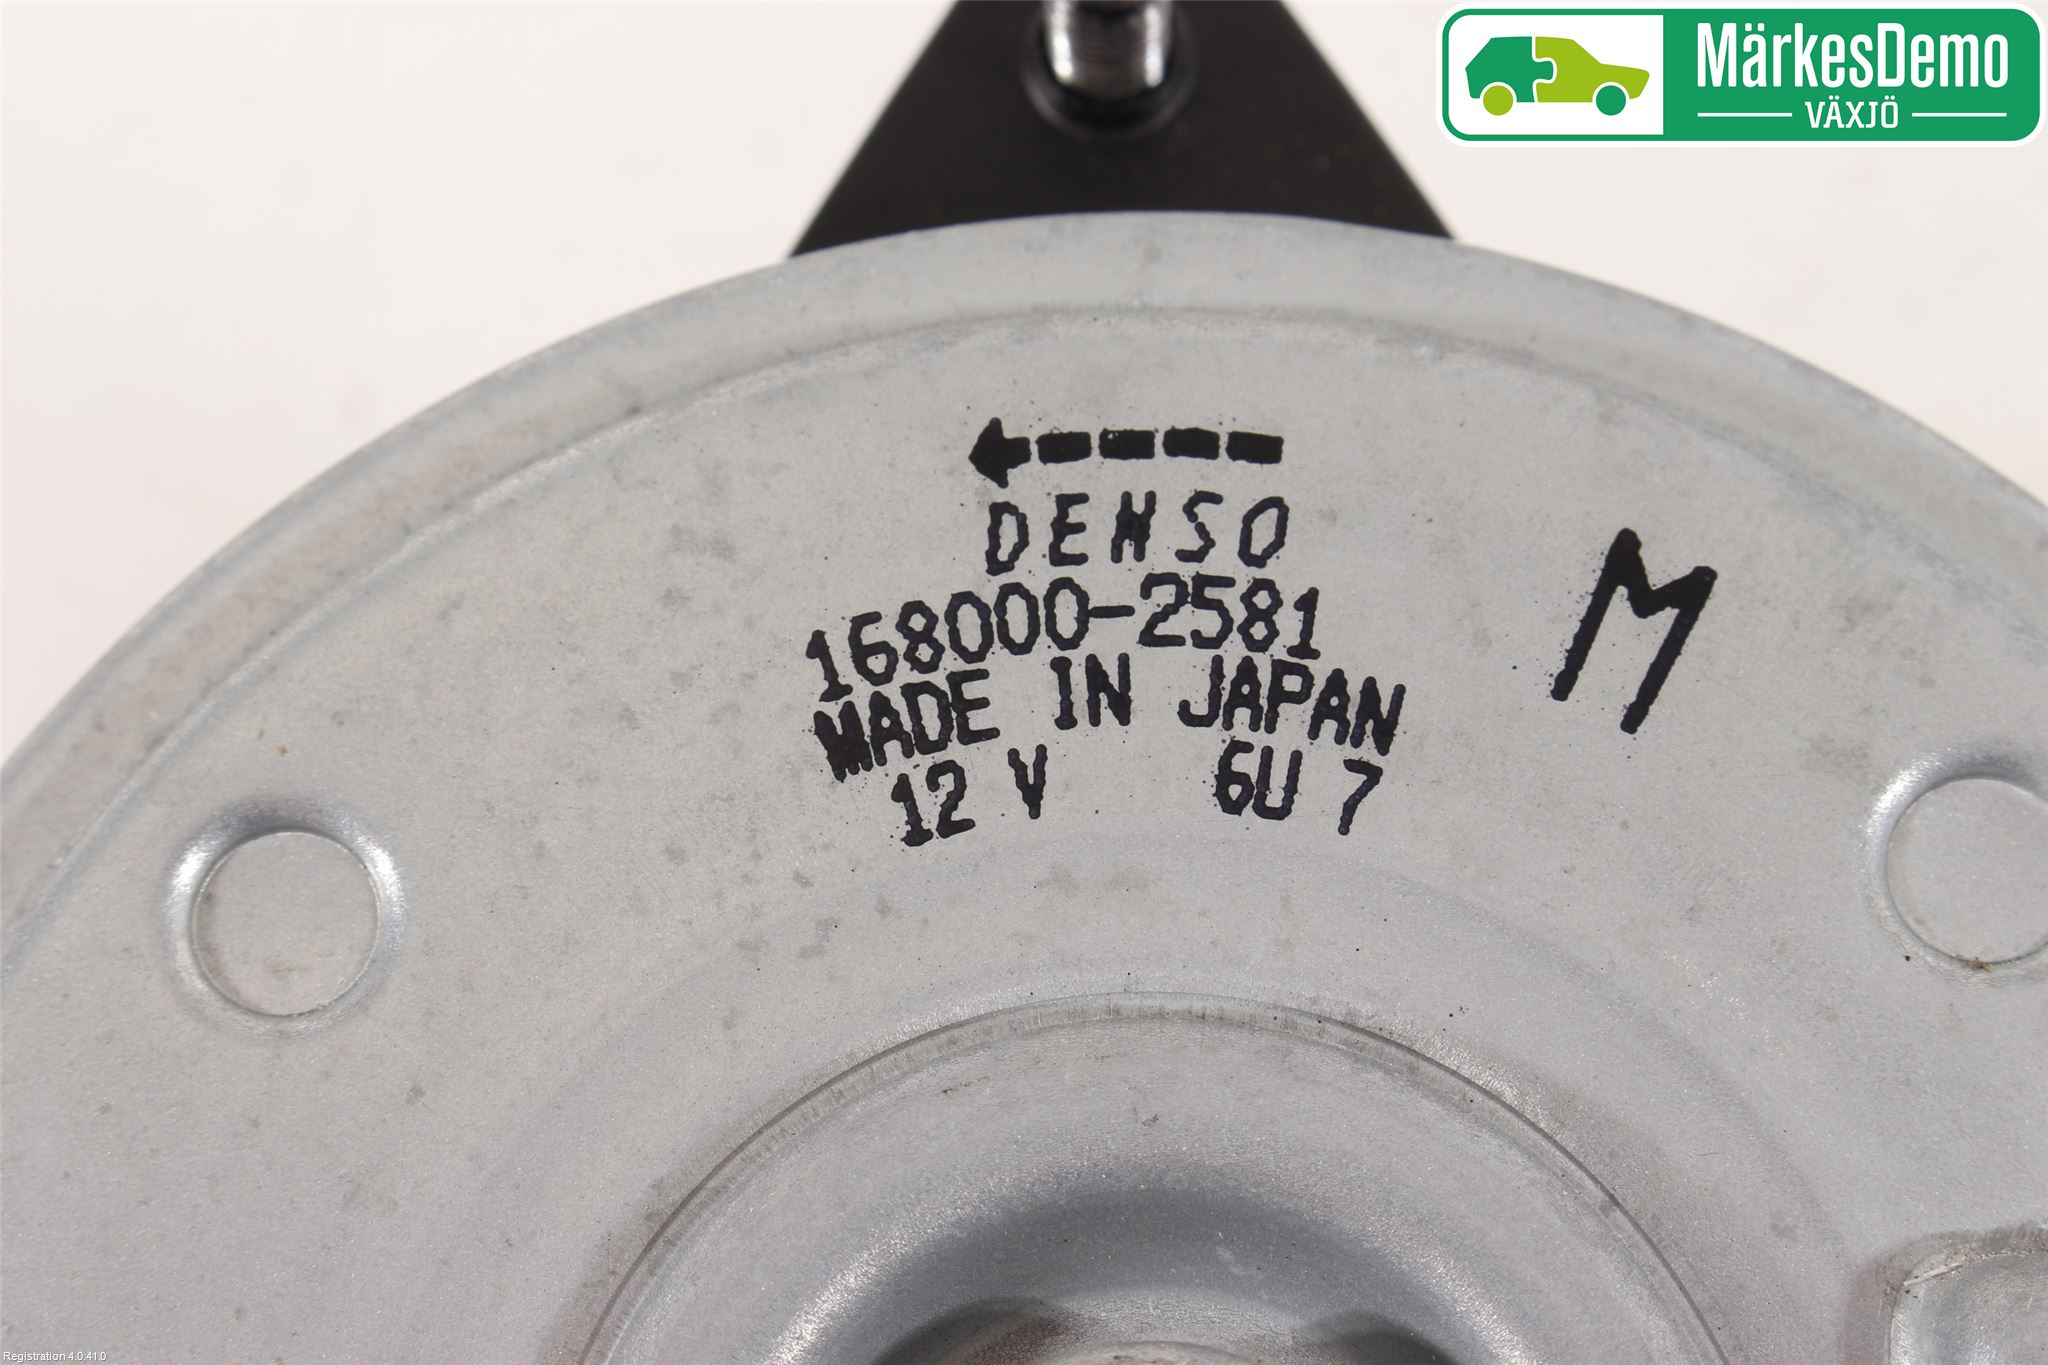 MärkesDemo
VÄXJÖ
DENSO
168000-2581
MADE IN JAPAN
12 V 6U 7
M
Registration 4.0.41.0